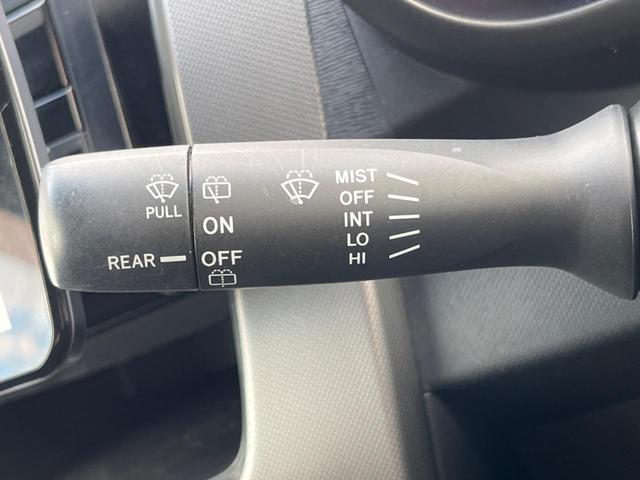 PULL
REAR
ON
OFF
MIST
OFF
INT
LO
HI